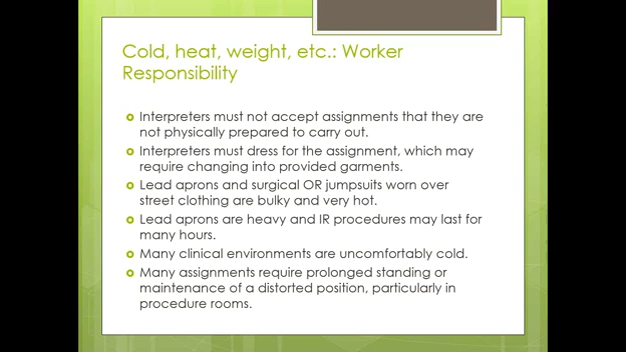 Cold, heat, weight, etc.: Worker
Responsibility
Interpreters must not accept assignments that they are
not physically prepared to carry out.
Interpreters must dress for the assignment, which may
require changing into provided garments.
Lead aprons and surgical OR jumpsuits worn over
street clothing are bulky and very hot.
Lead aprons are heavy and IR procedures may last for
many hours.
Many clinical environments are uncomfortably cold.
Many assignments require prolonged standing or
maintenance of a distorted position, particularly in
procedure rooms.